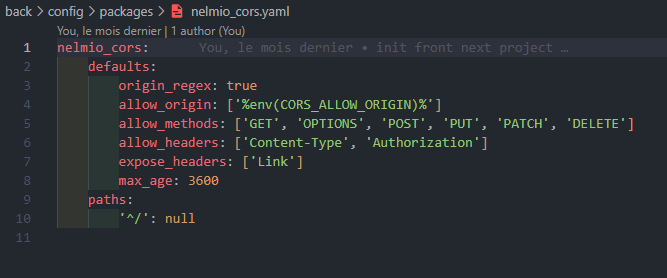 back > config > packages > nelmio_cors.yaml
You, le mois dernier | 1 author (You)
1 nelmio_cors: You, le mois dernier • init front next project …
2 defaults:
3 origin_regex: true
4 allow_origin: ['%env(CORS_ALLOW_ORIGIN)%']
5 allow_methods: ['GET', 'OPTIONS', 'POST', 'PUT', 'PATCH', 'DELETE']
6 allow_headers: ['Content-Type', 'Authorization']
7 expose_headers: ['Link']
8 max_age: 3600
9 paths:
10 '^/': null
11